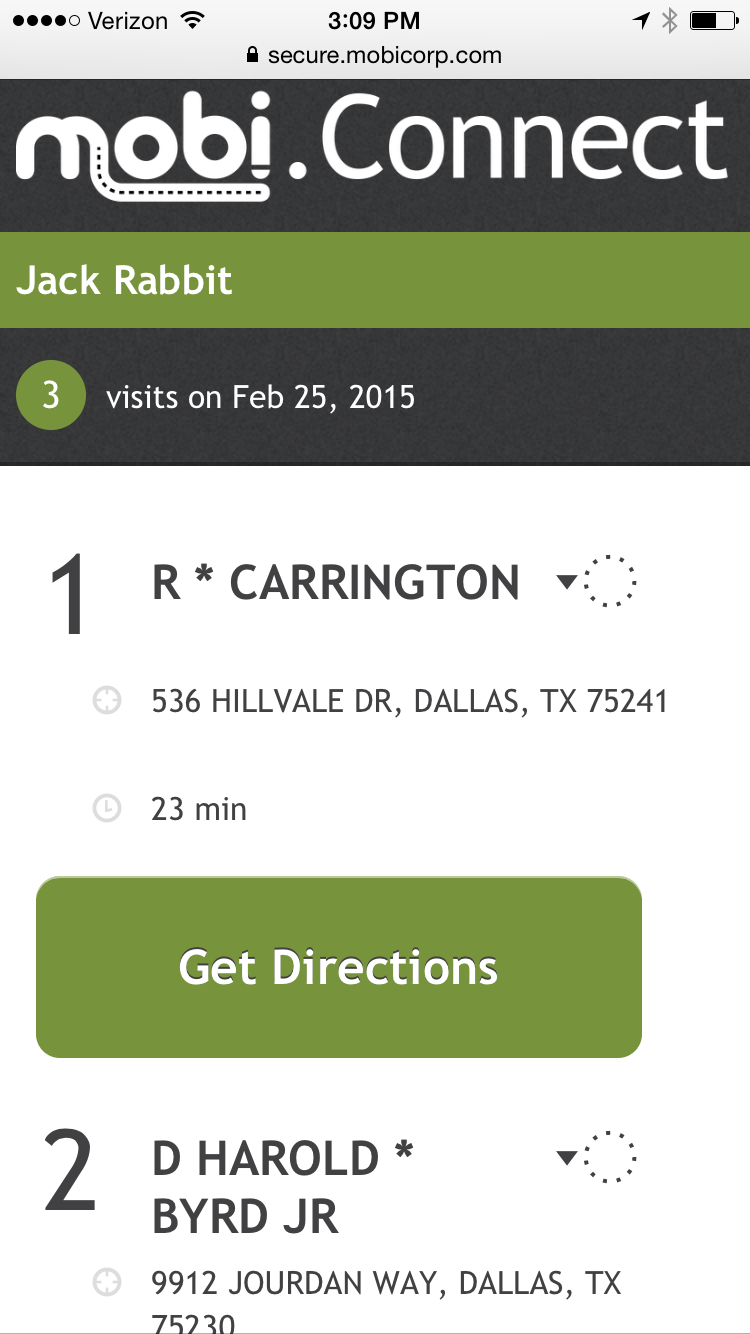 Verizon 3:09 PM
secure.mobicorp.com
mobi.Connect
Jack Rabbit
3 visits on Feb 25, 2015
1 R * CARRINGTON
536 HILLVALE DR, DALLAS, TX 75241
23 min
Get Directions
2 D HAROLD *
BYRD JR
9912 JOURDAN WAY, DALLAS, TX
75230